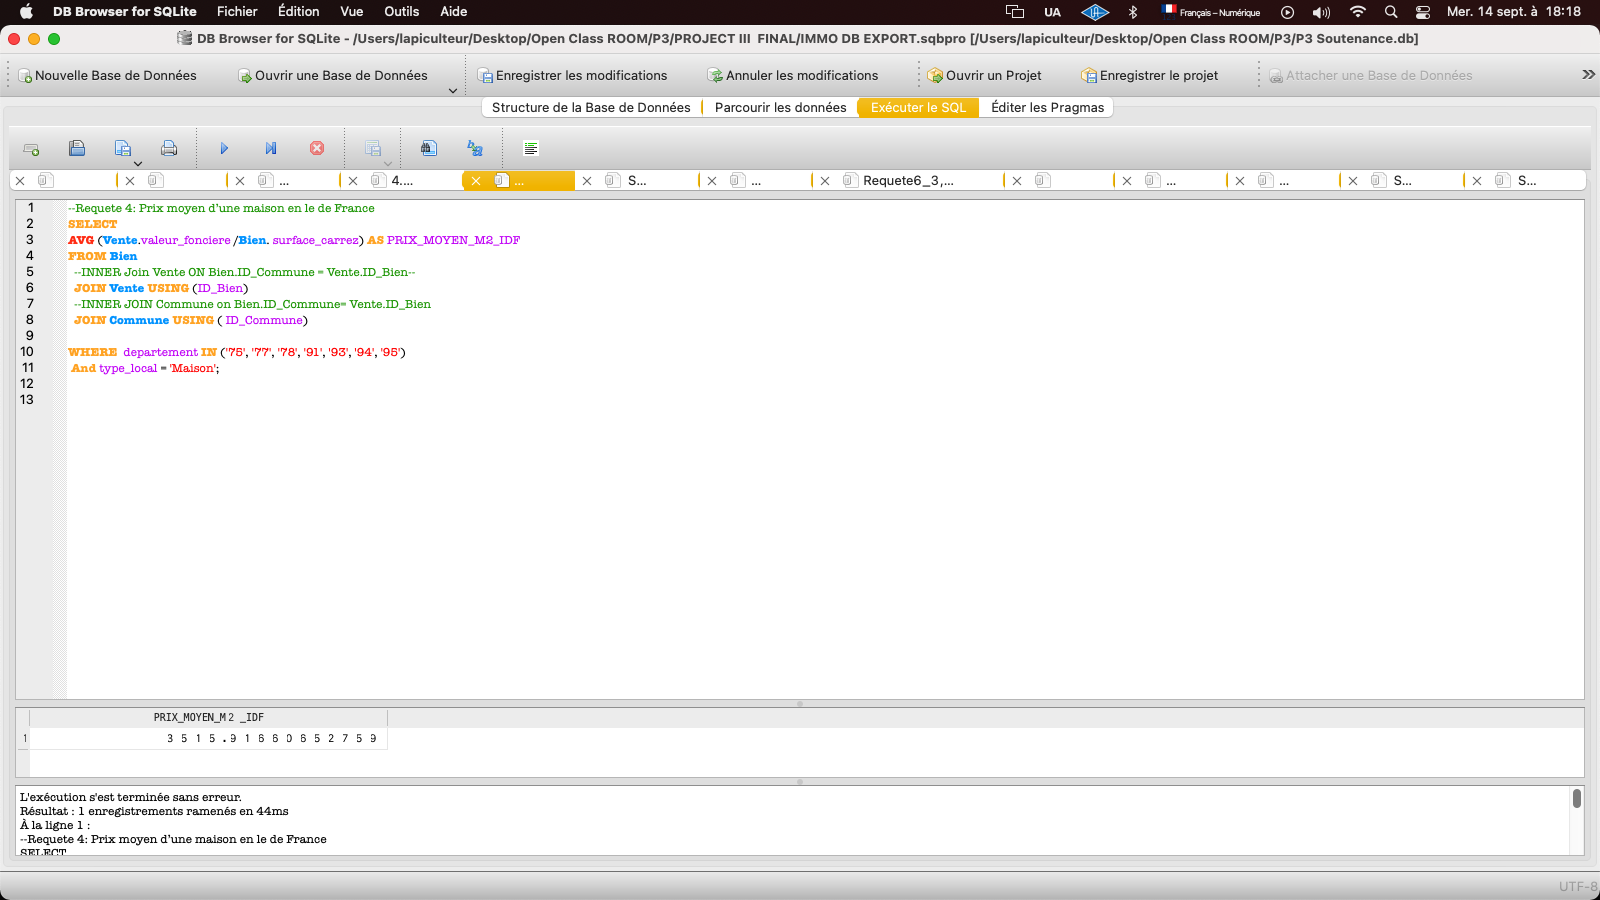 DB Browser for SQLite Fichier Édition Vue Outils Aide UA Français – Numérique Mer. 14 sept. à 18:18
DB Browser for SQLite - /Users/lapiculteur/Desktop/Open Class ROOM/P3/PROJECT III FINAL/IMMO DB EXPORT.sqbpro [/Users/lapiculteur/Desktop/Open Class ROOM/P3/P3 Soutenance.db]
Nouvelle Base de Données Ouvrir une Base de Données Enregistrer les modifications Annuler les modifications Ouvrir un Projet Enregistrer le projet Attacher une Base de Données
Structure de la Base de Données Parcourir les données Exécuter le SQL Éditer les Pragmas
... 4.... ... S... ... Requete6_3,... ... ... S... S...
1 --Requete 4: Prix moyen d'une maison en le de France
2 SELECT
3 AVG (Vente.valeur_fonciere /Bien. surface_carrez) AS PRIX_MOYEN_M2_IDF
4 FROM Bien
5 --INNER Join Vente ON Bien.ID_Commune = Vente.ID_Bien--
6 JOIN Vente USING (ID_Bien)
7 --INNER JOIN Commune on Bien.ID_Commune= Vente.ID_Bien
8 JOIN Commune USING ( ID_Commune)
9
10 WHERE departement IN ('75', '77', '78', '91', '93', '94', '95')
11 And type_local = 'Maison';
12
13
PRIX_MOYEN_M2 _IDF
1 3515.9166065 2759
L'exécution s'est terminée sans erreur.
Résultat : 1 enregistrements ramenés en 44ms
À la ligne 1 :
--Requete 4: Prix moyen d'une maison en le de France
SELECT
UTF-8